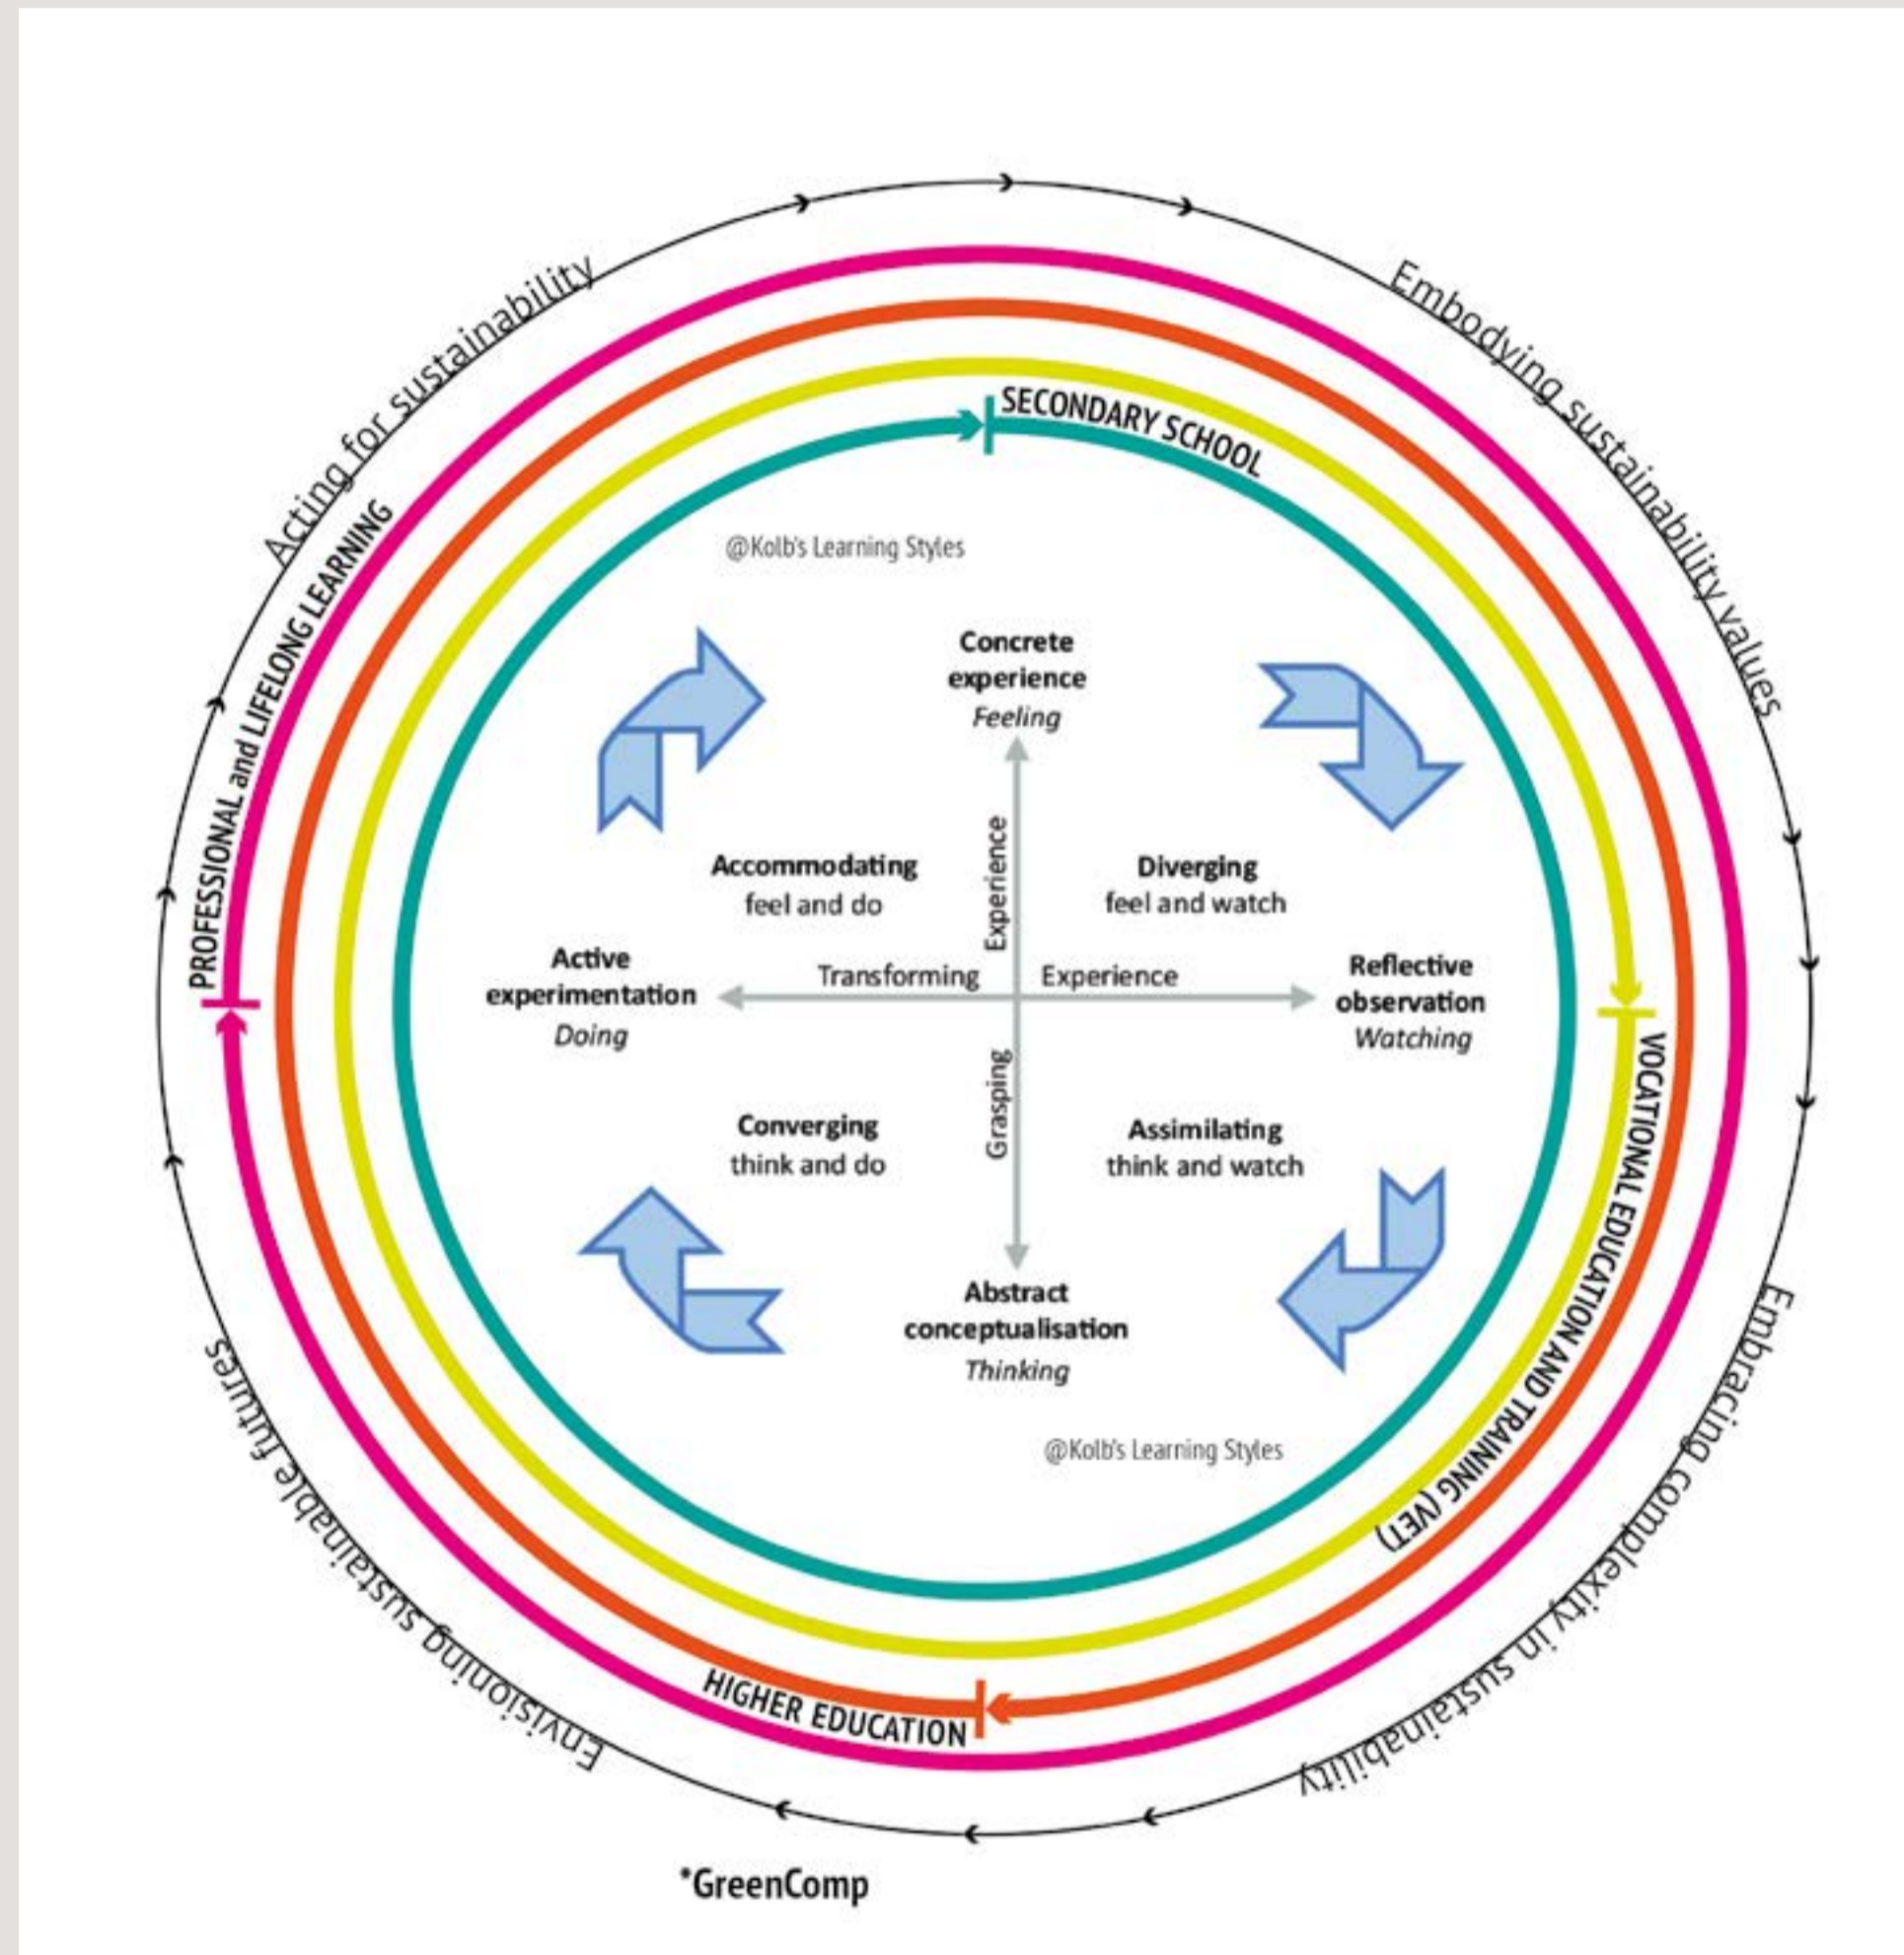 Acting for sustainability
Embodying sustainability values
Embracing complexity in sustainability
Envisioning sustainable futures
PROFESSIONAL and LIFELONG LEARNING
SECONDARY SCHOOL
VOCATIONAL EDUCATION AND TRAINING (VET)
HIGHER EDUCATION
@Kolb's Learning Styles
Concrete
experience
Feeling
Accommodating
feel and do
Diverging
feel and watch
Experience
Active
experimentation
Doing
Transforming Experience
Reflective
observation
Watching
Grasping
Converging
think and do
Assimilating
think and watch
Abstract
conceptualisation
Thinking
@Kolb's Learning Styles
*GreenComp